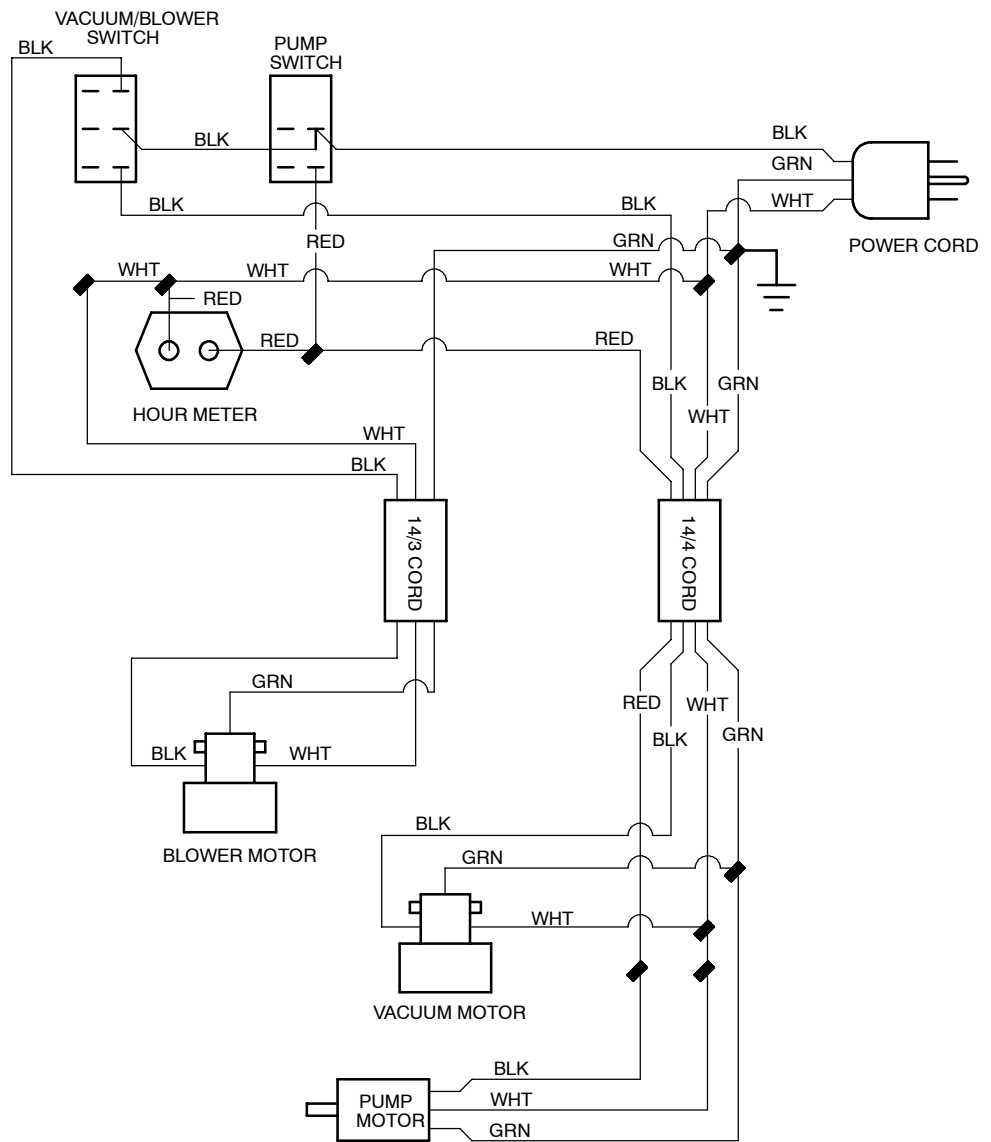 VACUUM/BLOWER
SWITCH
BLK
PUMP
SWITCH
BLK
BLK
GRN
WHT
POWER CORD
BLK
BLK
RED
GRN
WHT
WHT
WHT
RED
RED
RED
HOUR METER
BLK
GRN
WHT
WHT
BLK
14/3 CORD
14/4 CORD
GRN
RED
WHT
BLK
GRN
BLK
WHT
BLOWER MOTOR
BLK
GRN
WHT
VACUUM MOTOR
BLK
PUMP
MOTOR
WHT
GRN